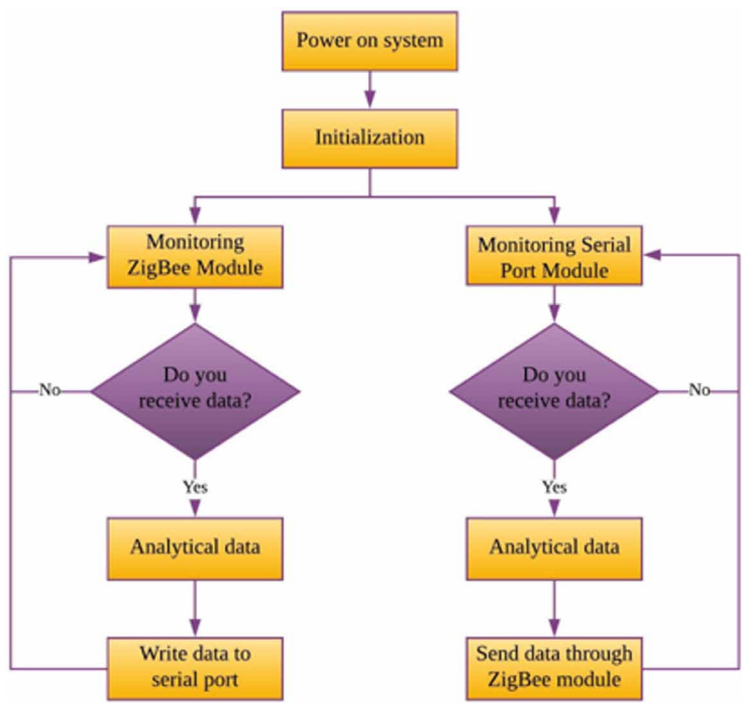 Power on system
Initialization
Monitoring
ZigBee Module
Monitoring Serial
Port Module
Do you
receive data?
Do you
receive data?
No
No
Yes
Yes
Analytical data
Analytical data
Write data to
serial port
Send data through
ZigBee module